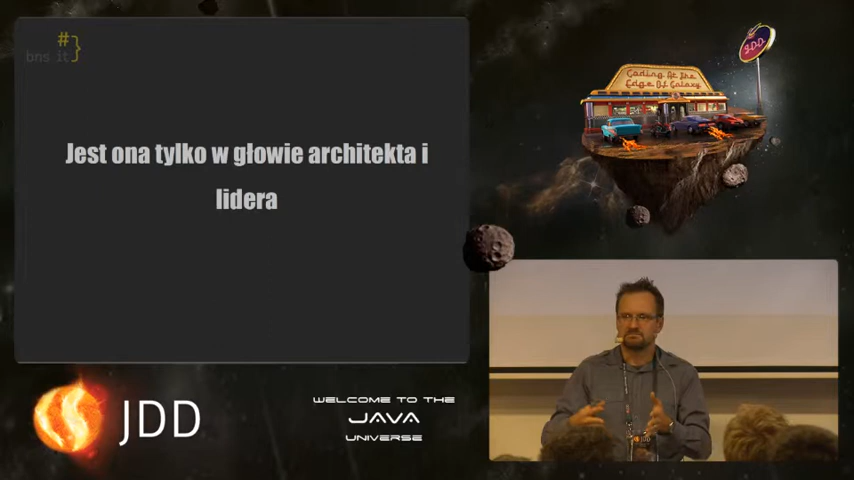 #}
bns it
Jest ona tylko w głowie architekta i
lidera
J.D.D
Coding At the
Edge Of Galaxy
JDD
WELCOME TO THE
JAVA
UNIVERSE